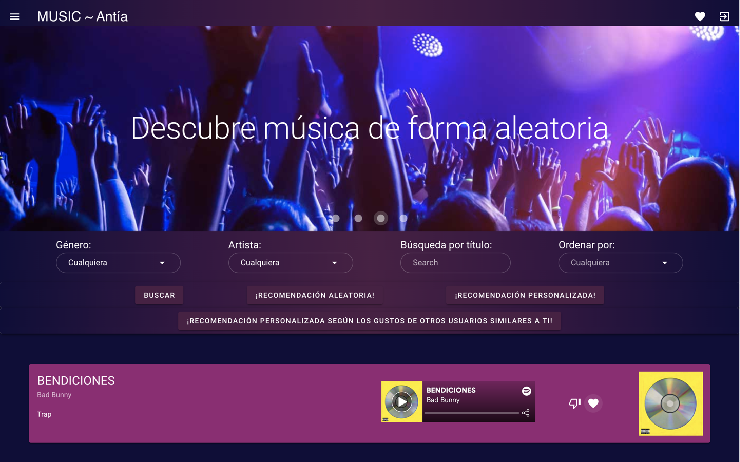 MUSIC ~ Antía
Descubre música de forma aleatoria
Género: Artista: Búsqueda por título: Ordenar por:
Cualquiera Cualquiera Search Cualquiera
BUSCAR ¡RECOMENDACIÓN ALEATORIA! ¡RECOMENDACIÓN PERSONALIZADA!
¡RECOMENDACIÓN PERSONALIZADA SEGÚN LOS GUSTOS DE OTROS USUARIOS SIMILARES A TI!
BENDICIONES
Bad Bunny
Trap
BENDICIONES
Bad Bunny